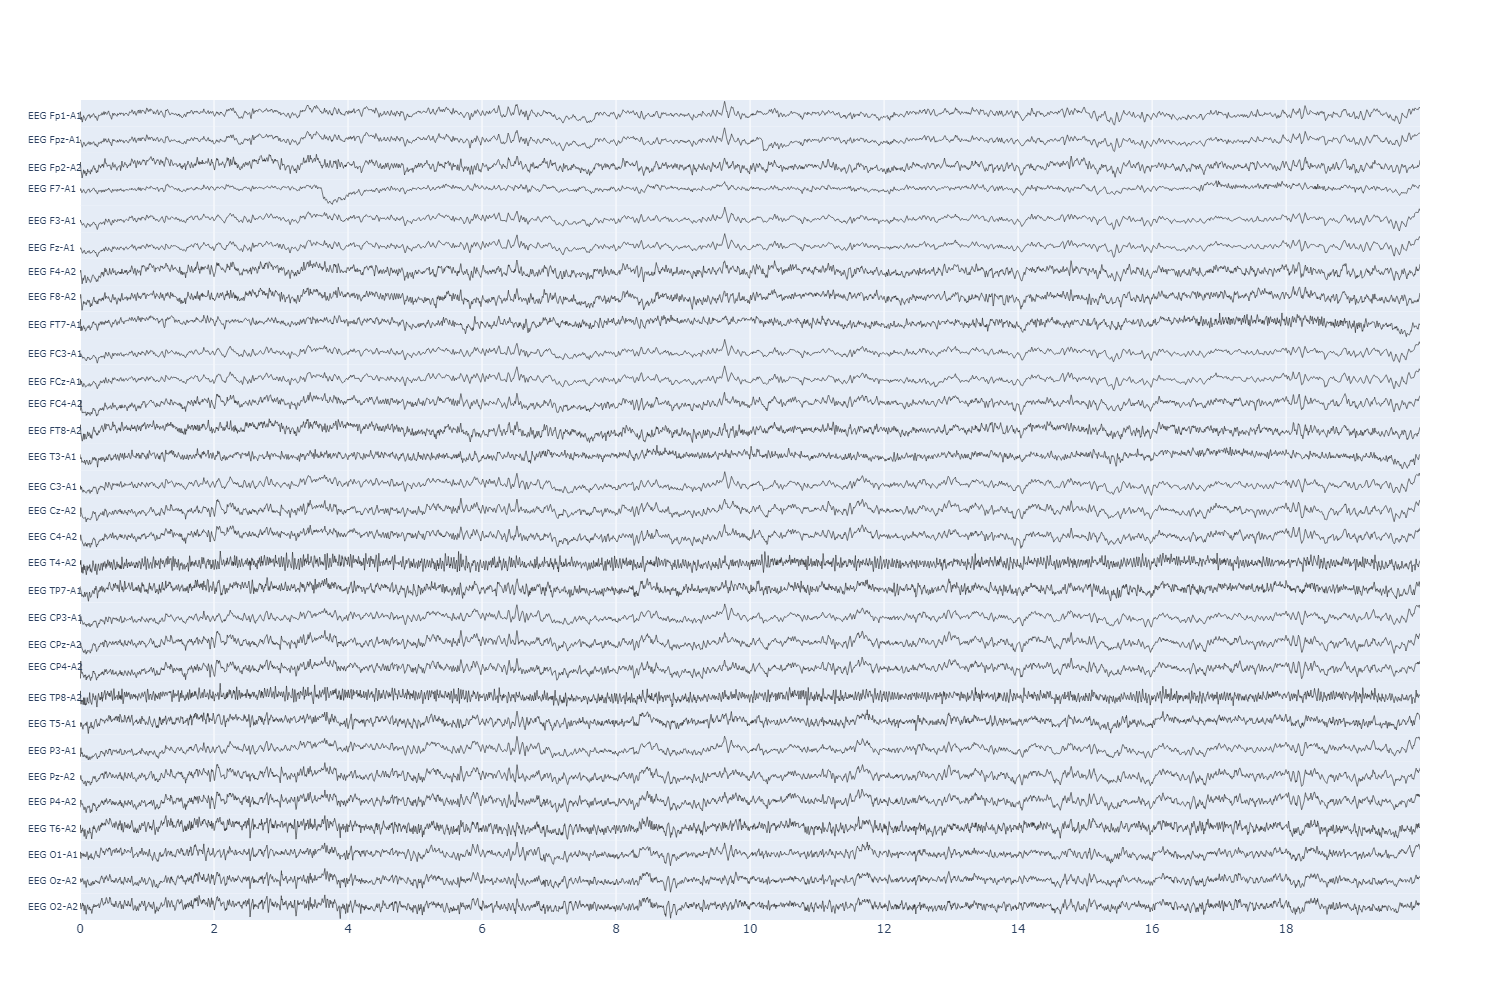 EEG Fp1-A1
EEG Fpz-A1
EEG Fp2-A2
EEG F7-A1
EEG F3-A1
EEG Fz-A1
EEG F4-A2
EEG F8-A2
EEG FT7-A1
EEG FC3-A1
EEG FCz-A1
EEG FC4-A2
EEG FT8-A2
EEG T3-A1
EEG C3-A1
EEG Cz-A2
EEG C4-A2
EEG T4-A2
EEG TP7-A1
EEG CP3-A1
EEG CPz-A2
EEG CP4-A2
EEG TP8-A2
EEG T5-A1
EEG P3-A1
EEG Pz-A2
EEG P4-A2
EEG T6-A2
EEG O1-A1
EEG Oz-A2
EEG O2-A2
0 2 4 6 8 10 12 14 16 18